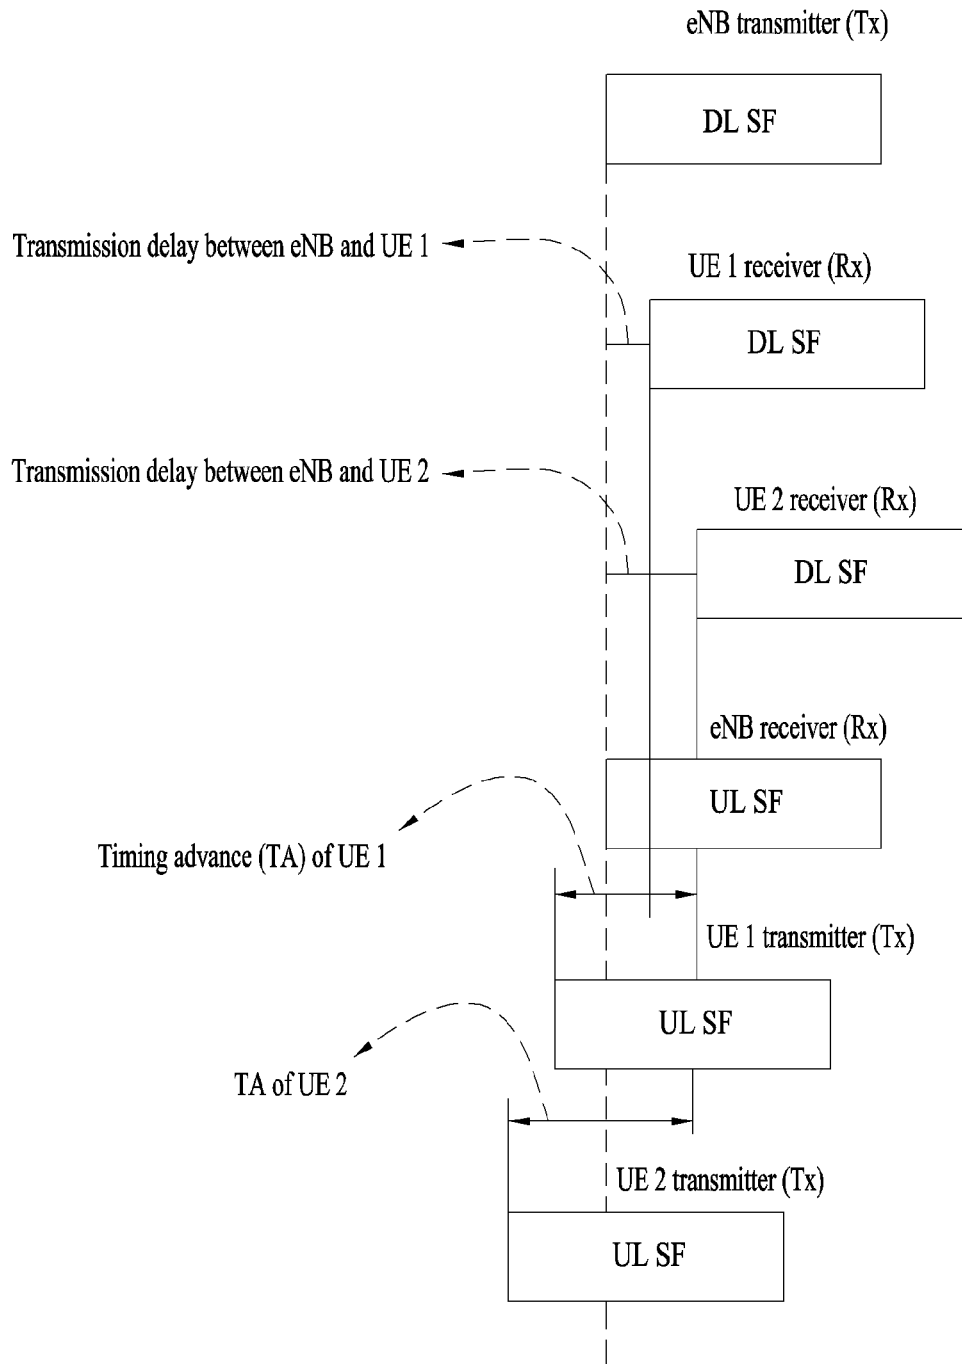 eNB transmitter (Tx)
DL SF
Transmission delay between eNB and UE 1
UE 1 receiver (Rx)
DL SF
Transmission delay between eNB and UE 2
UE 2 receiver (Rx)
DL SF
eNB receiver (Rx)
UL SF
Timing advance (TA) of UE 1
UE 1 transmitter (Tx)
UL SF
TA of UE 2
UE 2 transmitter (Tx)
UL SF